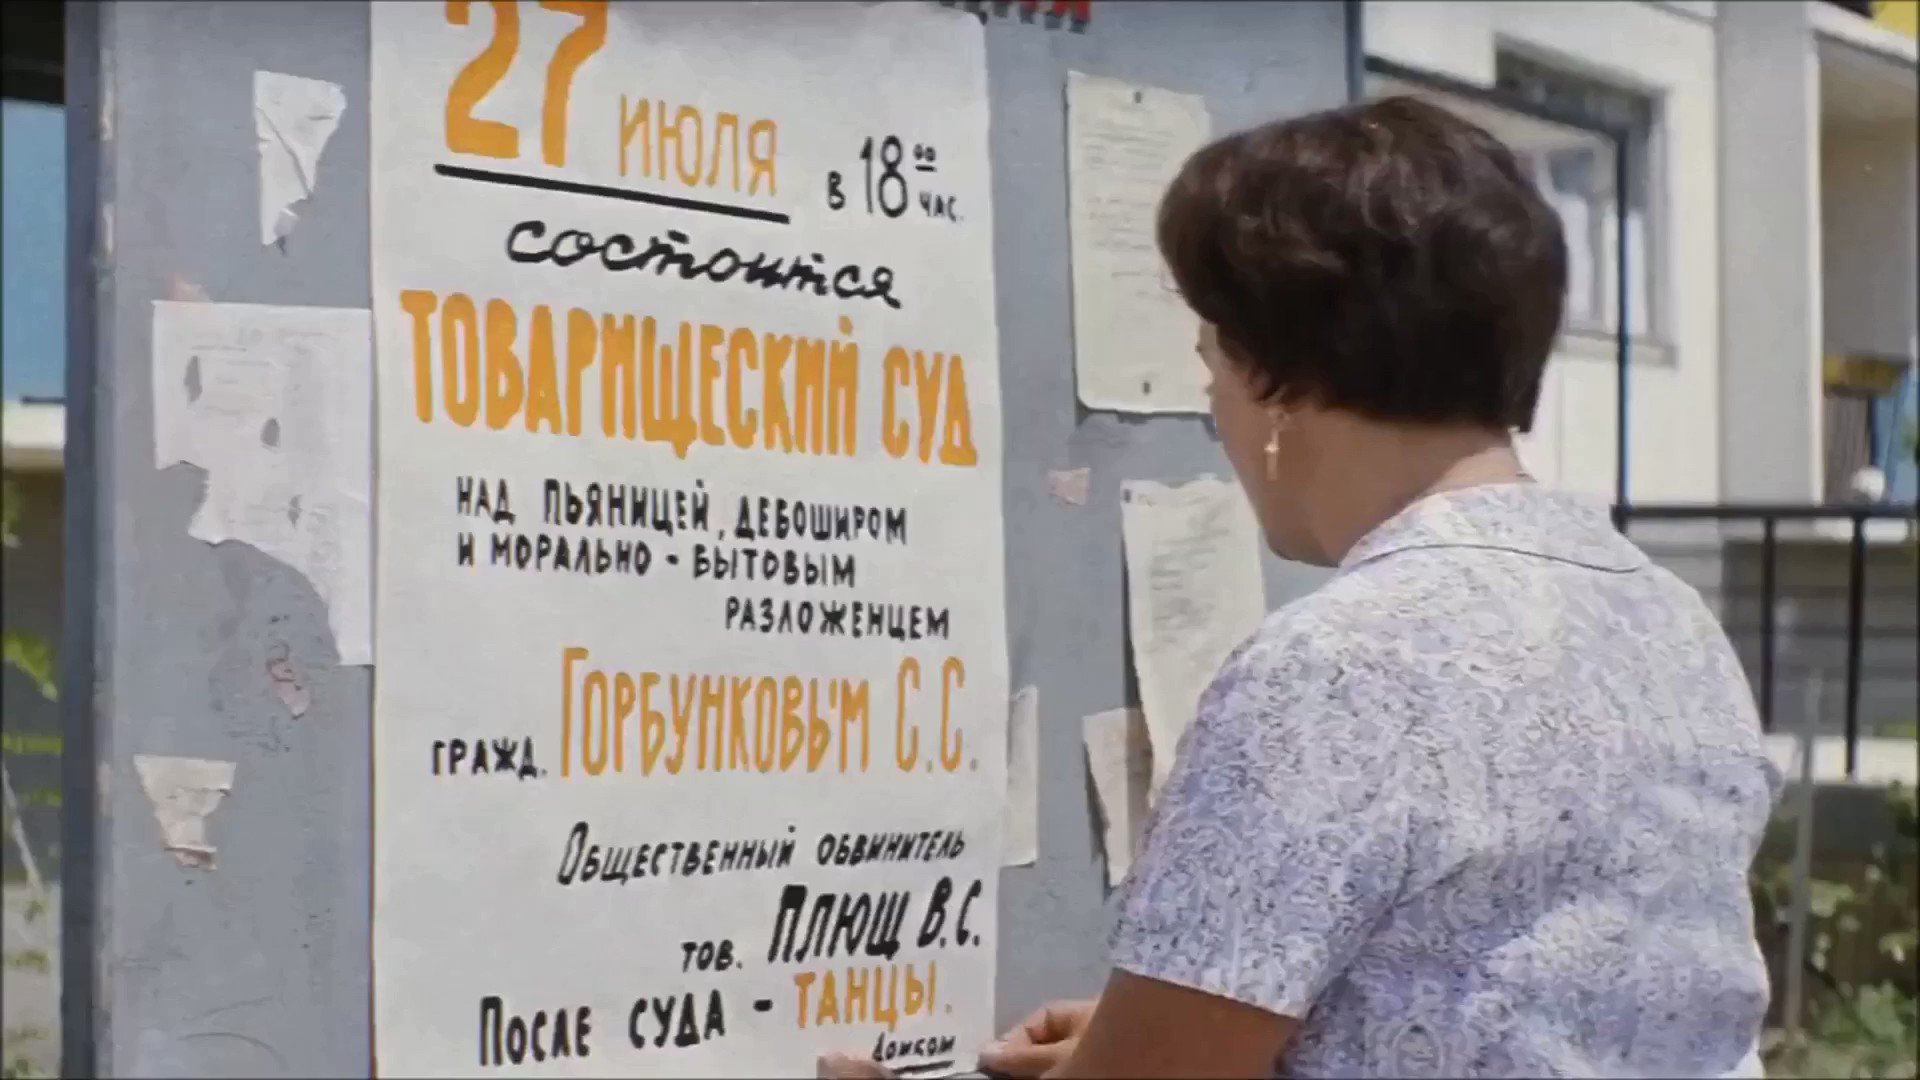 27 ИЮЛЯ В 18 00 ЧАС.
состоится
ТОВАРИЩЕСКИЙ СУД
НАД ПЬЯНИЦЕЙ, ДЕБОШИРОМ
И МОРАЛЬНО - БЫТОВЫМ
РАЗЛОЖЕНЦЕМ
ГРАЖД. ГОРБУНКОВЫМ С.С.
ОБЩЕСТВЕННЫЙ ОБВИНИТЕЛЬ
ТОВ. ПЛЮЩ В.С.
ПОСЛЕ СУДА - ТАНЦЫ.
Домком